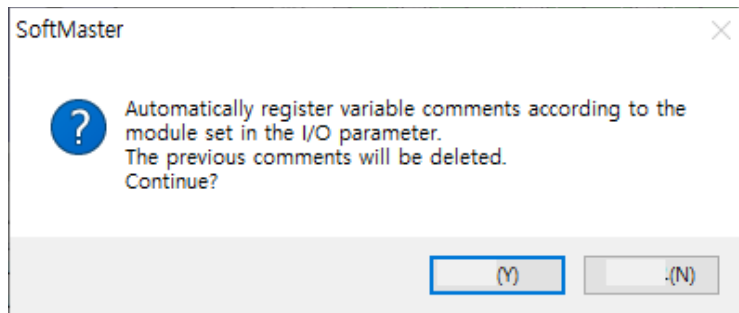 SoftMaster
Automatically register variable comments according to the
module set in the I/O parameter.
The previous comments will be deleted.
Continue?
(Y)
.(N)